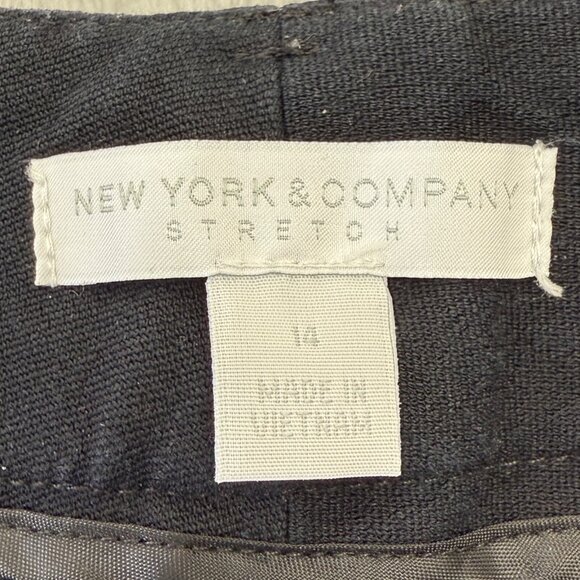 NEW YORK & COMPANY
STRETCH
14
MADE IN
VIETNAM